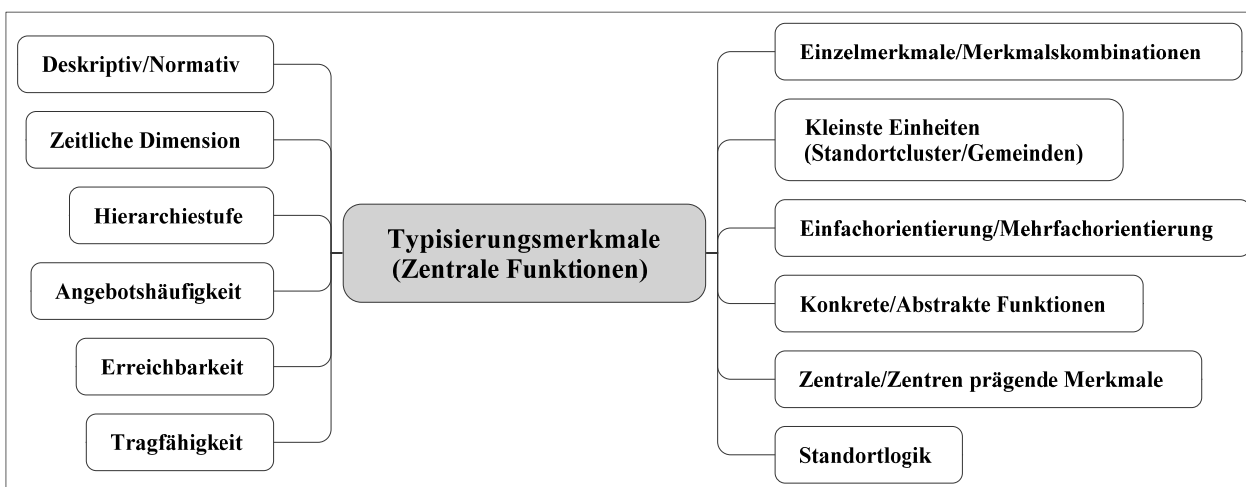 Deskriptiv/Normativ
Zeitliche Dimension
Hierarchiestufe
Angebotshäufigkeit
Erreichbarkeit
Tragfähigkeit
Typisierungsmerkmale
(Zentrale Funktionen)
Einzelmerkmale/Merkmalskombinationen
Kleinste Einheiten
(Standortcluster/Gemeinden)
Einfachorientierung/Mehrfachorientierung
Konkrete/Abstrakte Funktionen
Zentrale/Zentren prägende Merkmale
Standortlogik